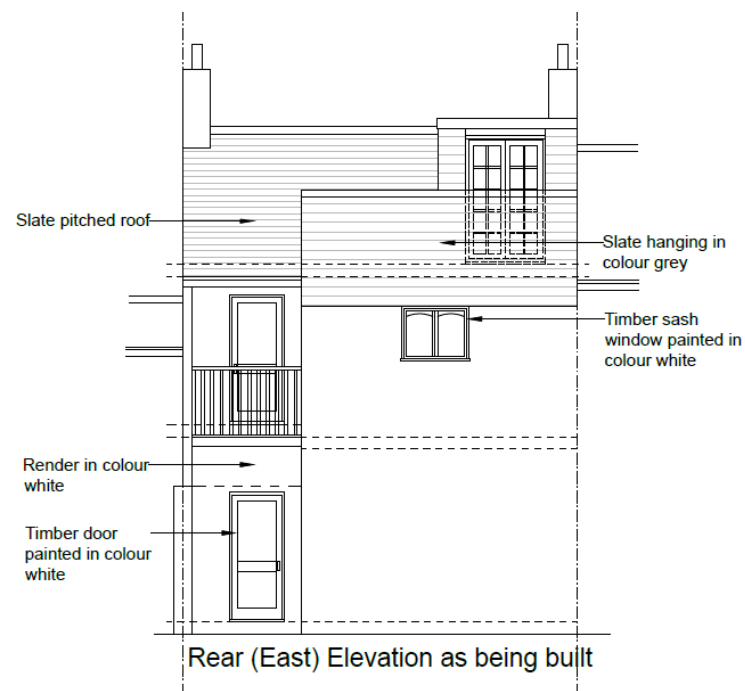 Slate pitched roof
Slate hanging in
colour grey
Timber sash
window painted in
colour white
Render in colour
white
Timber door
painted in colour
white
Rear (East) Elevation as being built